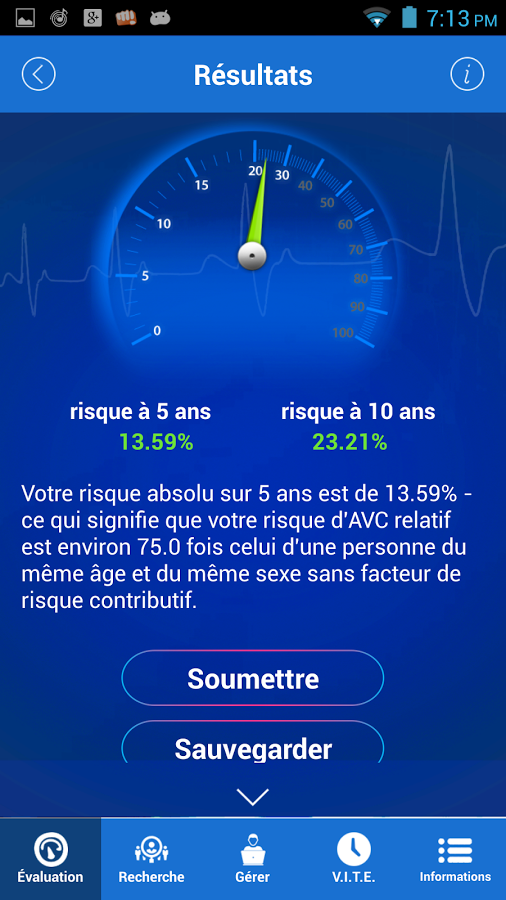 7:13 PM
Résultats
i
0
5
10
15
20
30
40
50
60
70
80
90
100
risque à 5 ans
13.59%
risque à 10 ans
23.21%
Votre risque absolu sur 5 ans est de 13.59% -
ce qui signifie que votre risque d'AVC relatif
est environ 75.0 fois celui d'une personne du
même âge et du même sexe sans facteur de
risque contributif.
Soumettre
Sauvegarder
Évaluation
Recherche
Gérer
V.I.T.E.
Informations